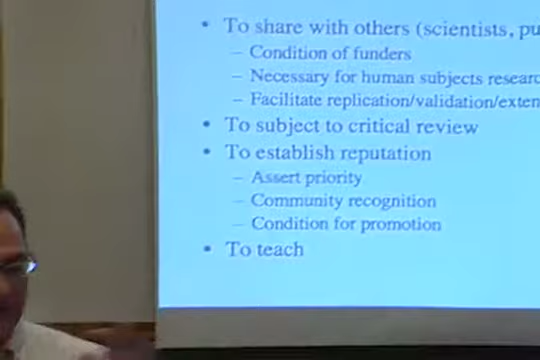 • To share with others (scientists, pu
– Condition of funders
– Necessary for human subjects resear
– Facilitate replication/validation/exten
• To subject to critical review
• To establish reputation
– Assert priority
– Community recognition
– Condition for promotion
• To teach